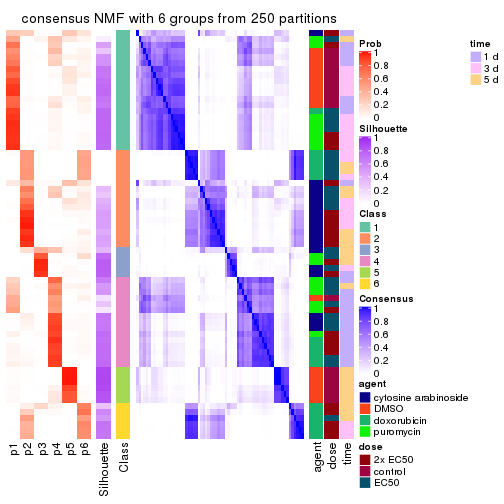 consensus NMF with 6 groups from 250 partitions
Prob
1
0.8
0.6
0.4
0.2
0
time
1 d
3 d
5 d
Silhouette
1
0.8
0.6
0.4
0.2
0
Class
1
2
3
4
5
6
Consensus
1
0.8
0.6
0.4
0.2
0
agent
cytosine arabinoside
DMSO
doxorubicin
puromycin
dose
2x EC50
control
EC50
p1
p2
p3
p4
p5
p6
Silhouette
Class
agent
dose
time